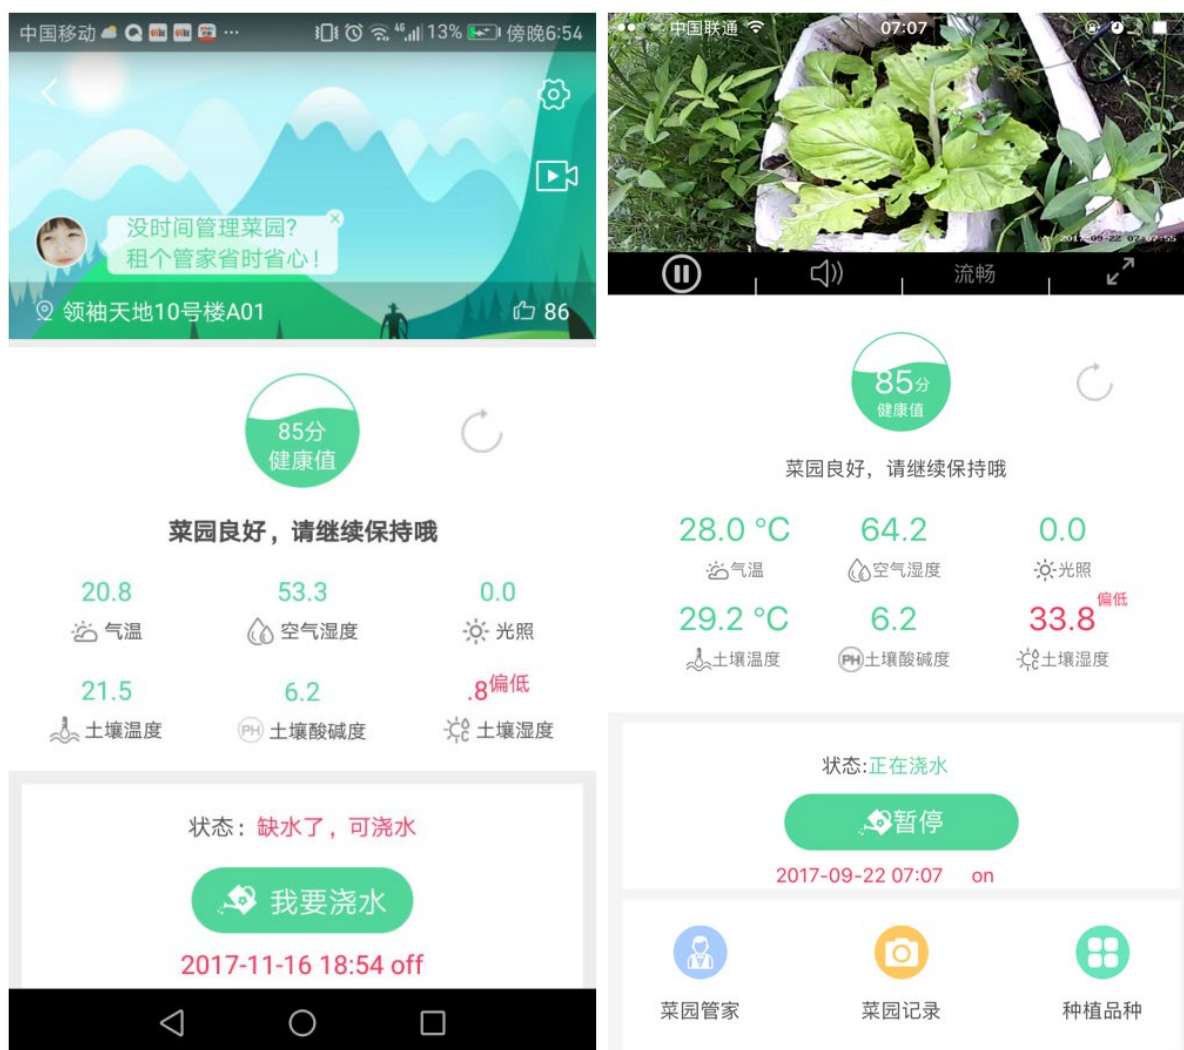 中国移动 4G 13% 傍晚6:54
没时间管理菜园?
租个管家省时省心!
领袖天地10号楼A01
86
85分
健康值
菜园良好，请继续保持哦
20.8 53.3 0.0
气温 空气湿度 光照
21.5 6.2 .8偏低
土壤温度 PH 土壤酸碱度 土壤湿度
状态：缺水了，可浇水
我要浇水
2017-11-16 18:54 off
中国联通 07:07
2017-09-22 07:07:55
流畅
85分
健康值
菜园良好，请继续保持哦
28.0 °C 64.2 0.0
气温 空气湿度 光照
29.2 °C 6.2 33.8偏低
土壤温度 PH 土壤酸碱度 土壤湿度
状态:正在浇水
暂停
2017-09-22 07:07 on
菜园管家 菜园记录 种植品种